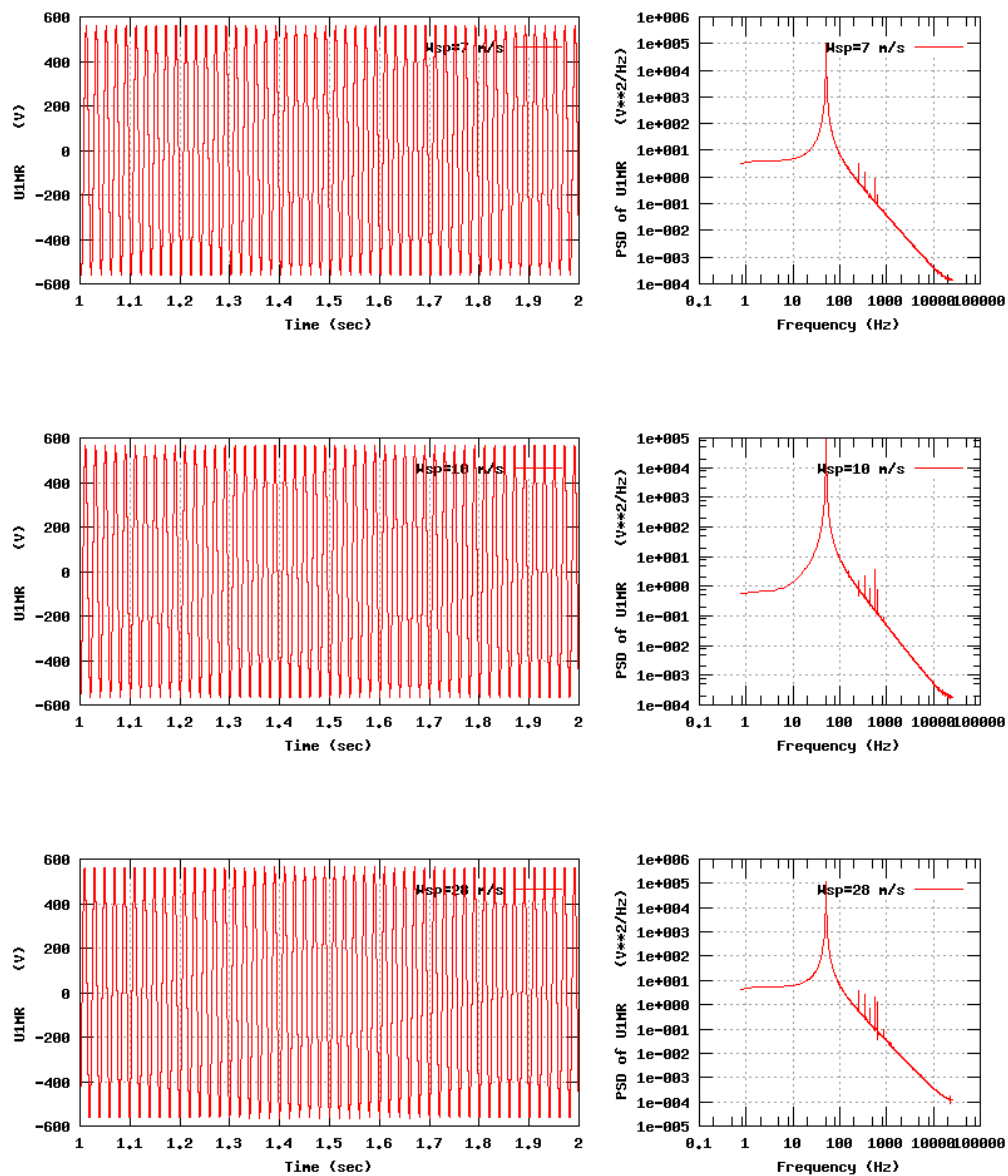 600
400
200
0
-200
-400
-600
U1MR (V)
Wsp=7 m/s
1 1.1 1.2 1.3 1.4 1.5 1.6 1.7 1.8 1.9 2
Time (sec)
1e+006
1e+005
1e+004
1e+003
1e+002
1e+001
1e+000
1e-001
1e-002
1e-003
1e-004
PSD of U1MR (V**2/Hz)
Wsp=7 m/s
0.1 1 10 100 1000 10000 100000
Frequency (Hz)
600
400
200
0
-200
-400
-600
U1MR (V)
Wsp=10 m/s
1 1.1 1.2 1.3 1.4 1.5 1.6 1.7 1.8 1.9 2
Time (sec)
1e+005
1e+004
1e+003
1e+002
1e+001
1e+000
1e-001
1e-002
1e-003
1e-004
PSD of U1MR (V**2/Hz)
Wsp=10 m/s
0.1 1 10 100 1000 10000 100000
Frequency (Hz)
600
400
200
0
-200
-400
-600
U1MR (V)
Wsp=28 m/s
1 1.1 1.2 1.3 1.4 1.5 1.6 1.7 1.8 1.9 2
Time (sec)
1e+006
1e+005
1e+004
1e+003
1e+002
1e+001
1e+000
1e-001
1e-002
1e-003
1e-004
1e-005
PSD of U1MR (V**2/Hz)
Wsp=28 m/s
0.1 1 10 100 1000 10000 100000
Frequency (Hz)